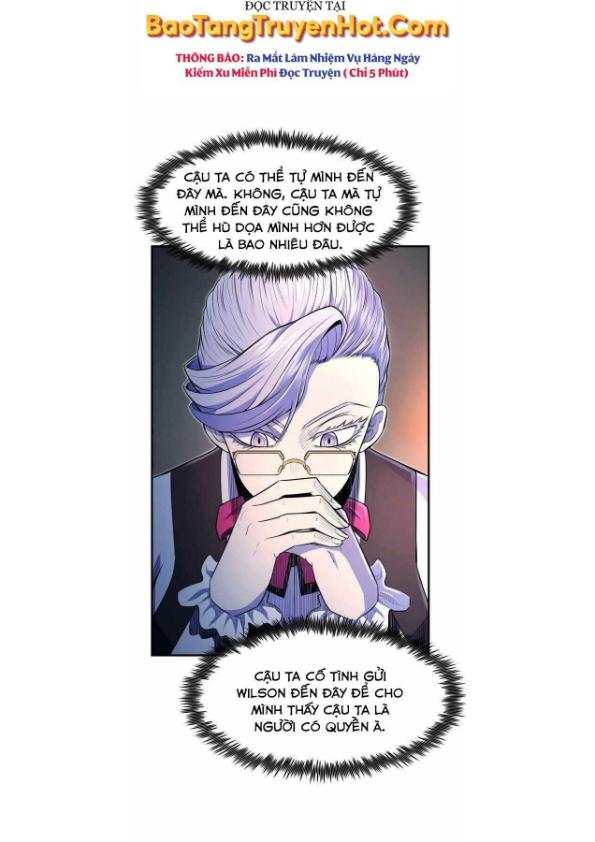 ĐỌC TRUYỆN TẠI
BaoTangTruyenHot.Com
THÔNG BÁO: Ra Mắt Làm Nhiệm Vụ Hàng Ngày
Kiếm Xu Miễn Phí Đọc Truyện ( Chỉ 5 Phút)
CẬU TA CÓ THỂ TỰ MÌNH ĐẾN
ĐÂY MÀ. KHÔNG, CẬU TA MÀ TỰ
MÌNH ĐẾN ĐÂY CŨNG KHÔNG
THỂ HÙ DỌA MÌNH HƠN ĐƯỢC
LÀ BAO NHIÊU ĐÂU.
CẬU TA CỐ TÌNH GỬI
WILSON ĐẾN ĐÂY ĐỂ CHO
MÌNH THẤY CẬU TA LÀ
NGƯỜI CÓ QUYỀN À.